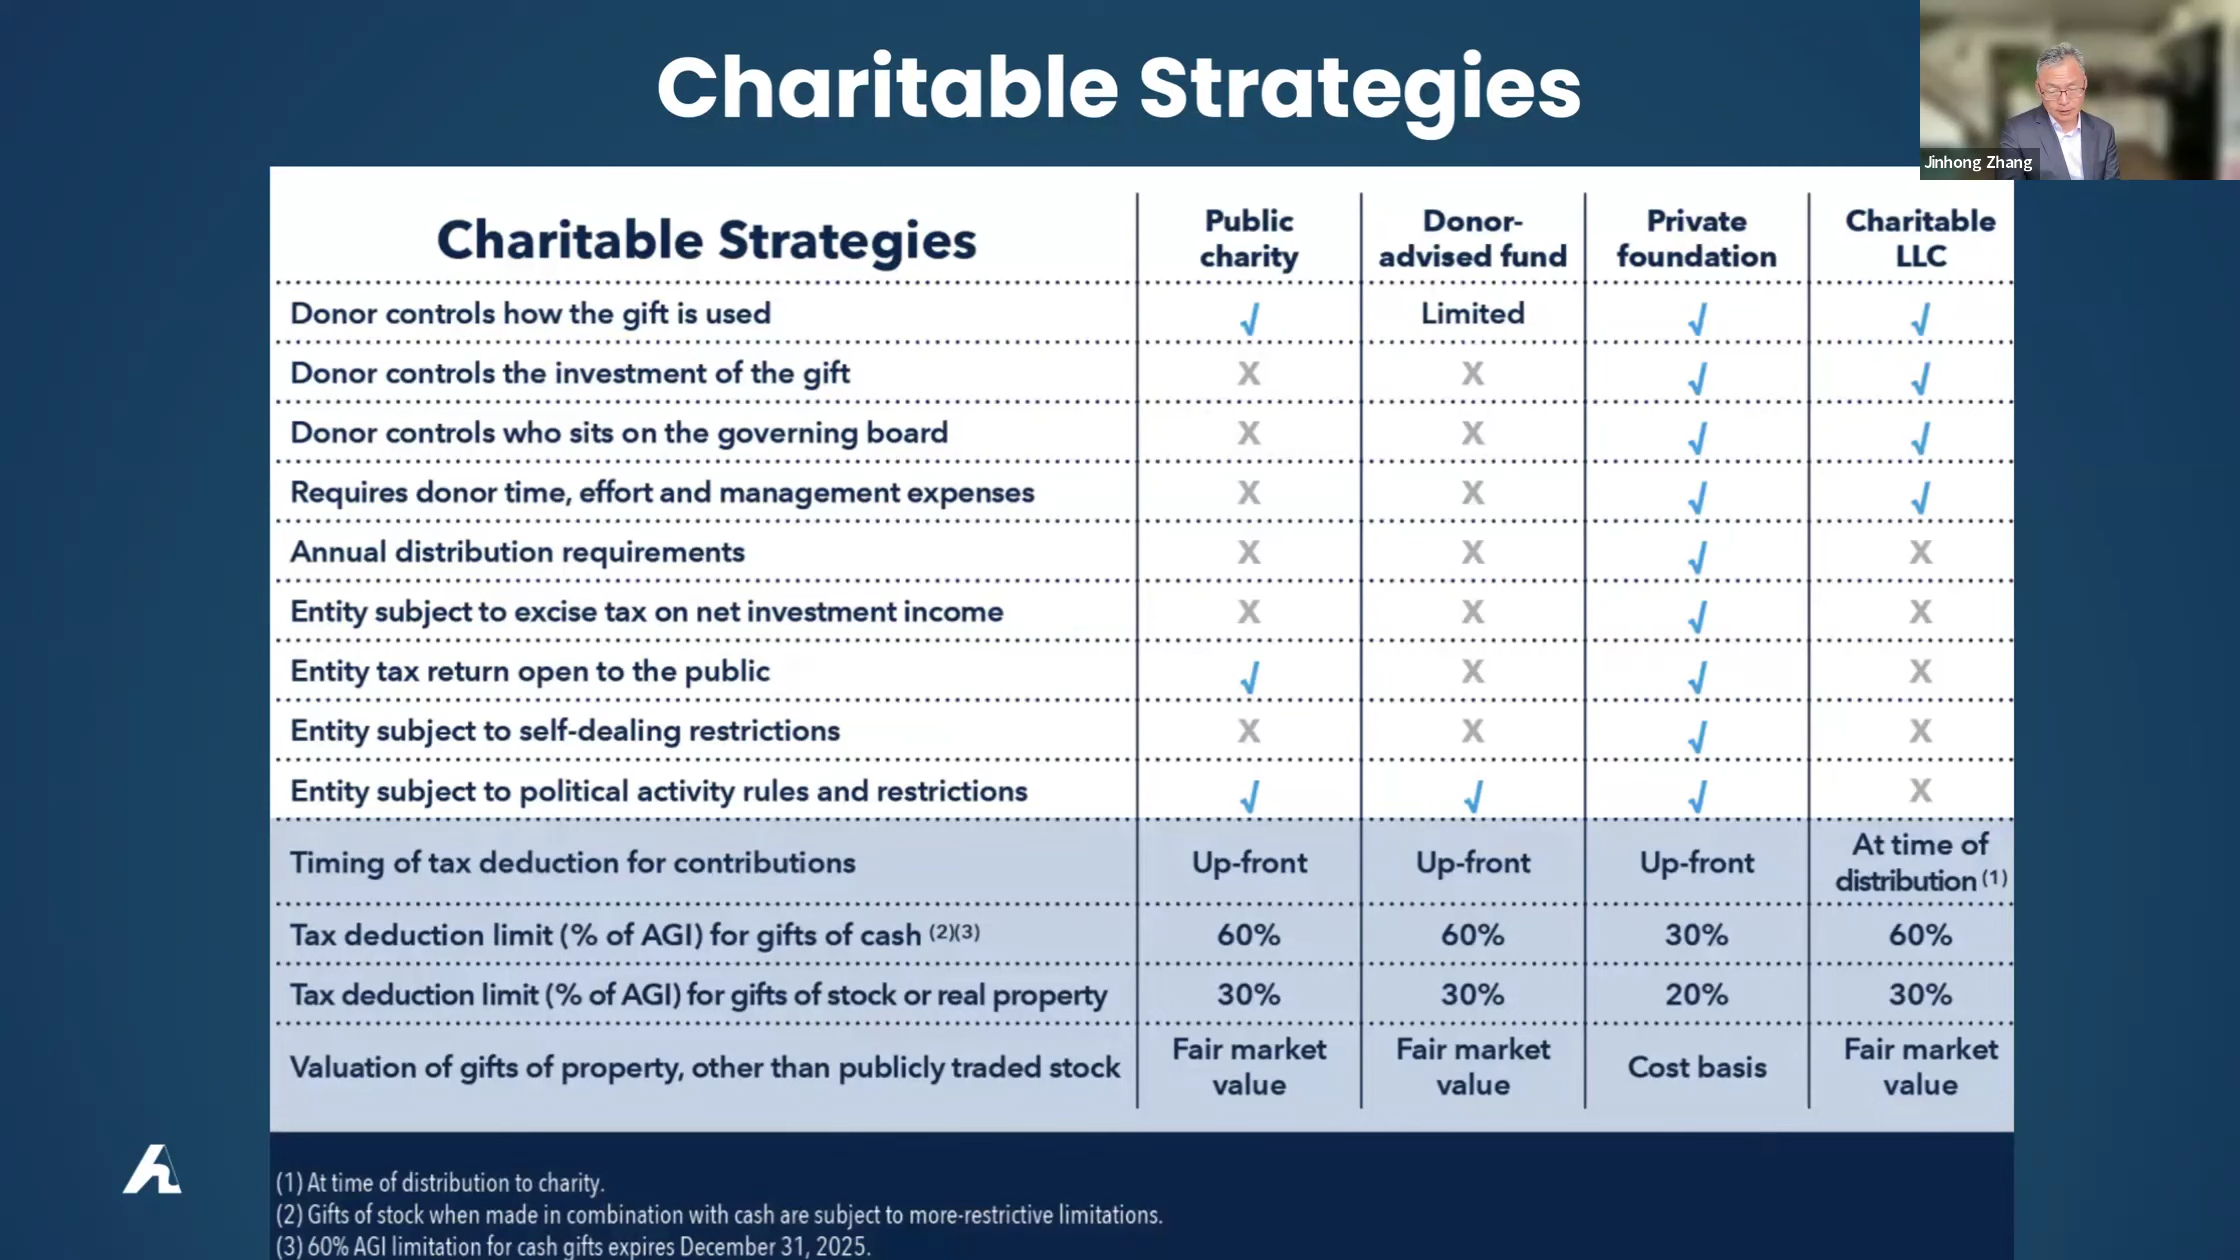 Charitable Strategies
Jinhong Zhang
Charitable Strategies
Public charity
Donor-advised fund
Private foundation
Charitable LLC
Donor controls how the gift is used √ Limited √ √
Donor controls the investment of the gift X X √ √
Donor controls who sits on the governing board X X √ √
Requires donor time, effort and management expenses X X √ √
Annual distribution requirements X X √ X
Entity subject to excise tax on net investment income X X √ X
Entity tax return open to the public √ X √ X
Entity subject to self-dealing restrictions X X √ X
Entity subject to political activity rules and restrictions √ √ √ X
Timing of tax deduction for contributions Up-front Up-front Up-front At time of distribution (1)
Tax deduction limit (% of AGI) for gifts of cash (2)(3) 60% 60% 30% 60%
Tax deduction limit (% of AGI) for gifts of stock or real property 30% 30% 20% 30%
Valuation of gifts of property, other than publicly traded stock Fair market value Fair market value Cost basis Fair market value
(1) At time of distribution to charity.
(2) Gifts of stock when made in combination with cash are subject to more-restrictive limitations.
(3) 60% AGI limitation for cash gifts expires December 31, 2025.